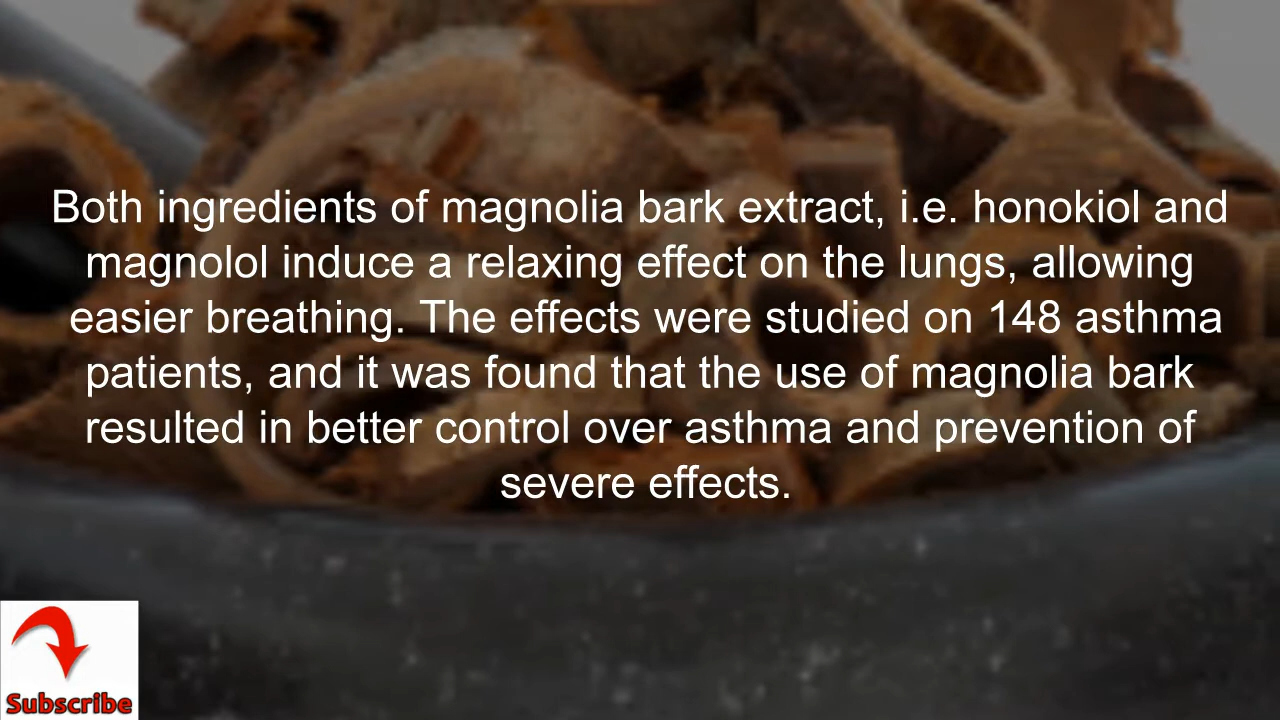 Both ingredients of magnolia bark extract, i.e. honokiol and
magnolol induce a relaxing effect on the lungs, allowing
easier breathing. The effects were studied on 148 asthma
patients, and it was found that the use of magnolia bark
resulted in better control over asthma and prevention of
severe effects.
Subscribe